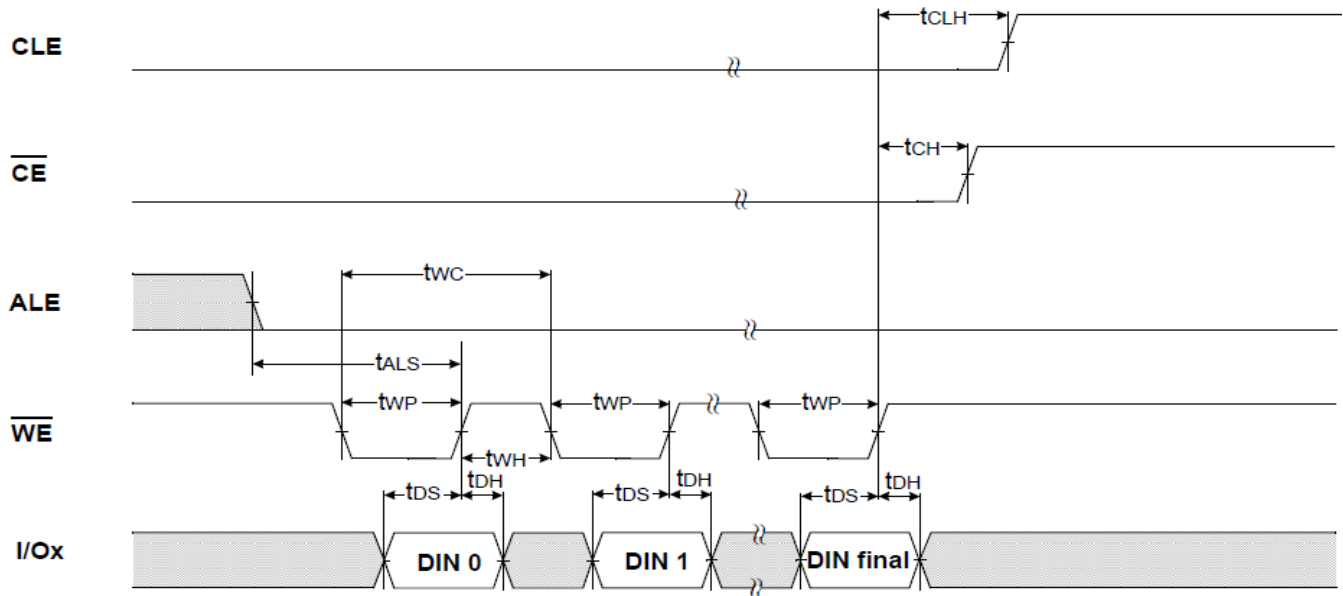 tCLH
CLE
tCH
CE
tWC
ALE
tALS
tWP tWP tWP
WE
tWH
tDS tDH tDS tDH tDS tDH
I/Ox DIN 0 DIN 1 DIN final